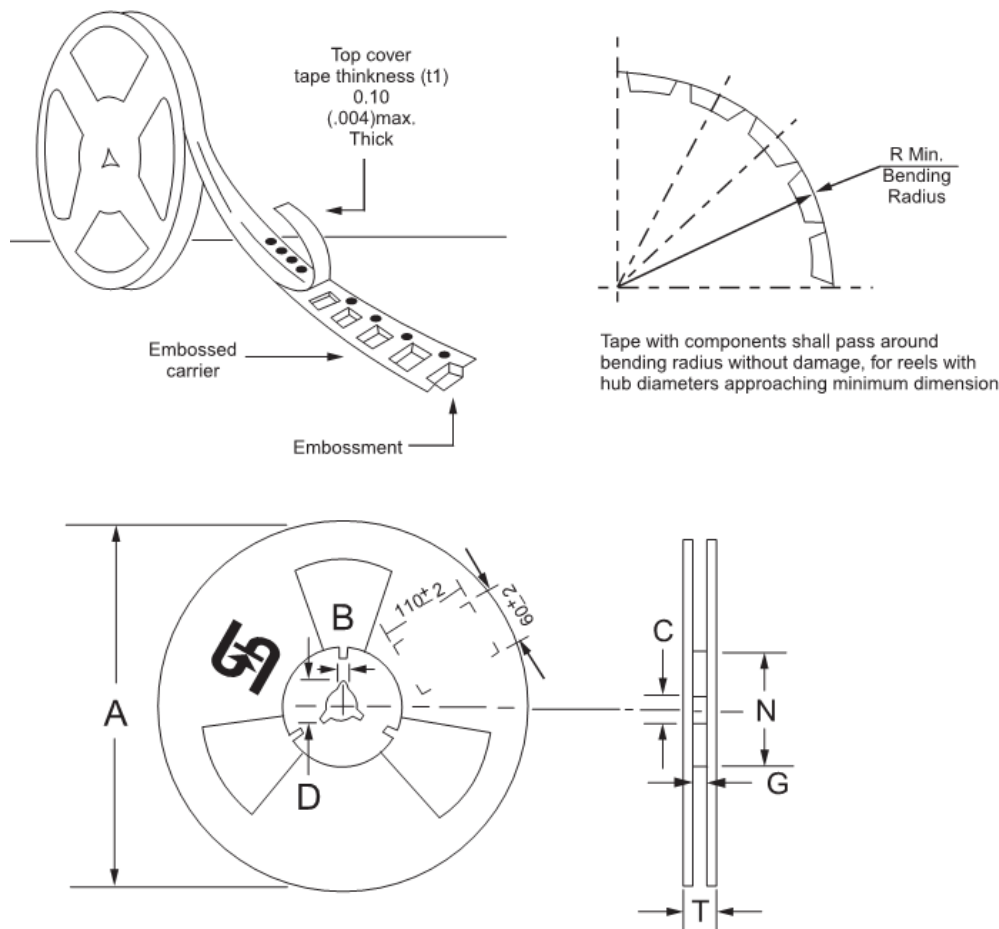 Top cover
tape thinkness (t1)
0.10
(.004)max.
Thick
R Min.
Bending
Radius
Embossed
carrier
Embossment
Tape with components shall pass around
bending radius without damage, for reels with
hub diameters approaching minimum dimension
110±2
60±2
B
C
A
N
D
G
T